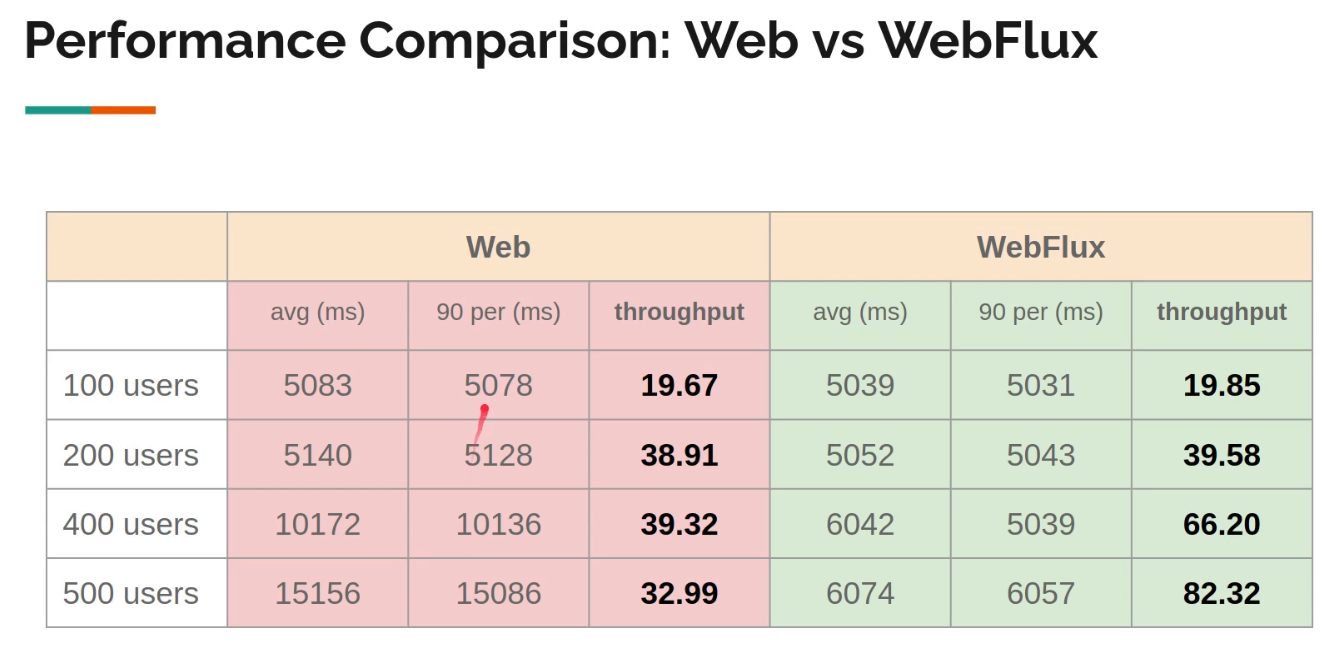 Performance Comparison: Web vs WebFlux
Web WebFlux
avg (ms) 90 per (ms) throughput avg (ms) 90 per (ms) throughput
100 users 5083 5078 19.67 5039 5031 19.85
200 users 5140 5128 38.91 5052 5043 39.58
400 users 10172 10136 39.32 6042 5039 66.20
500 users 15156 15086 32.99 6074 6057 82.32